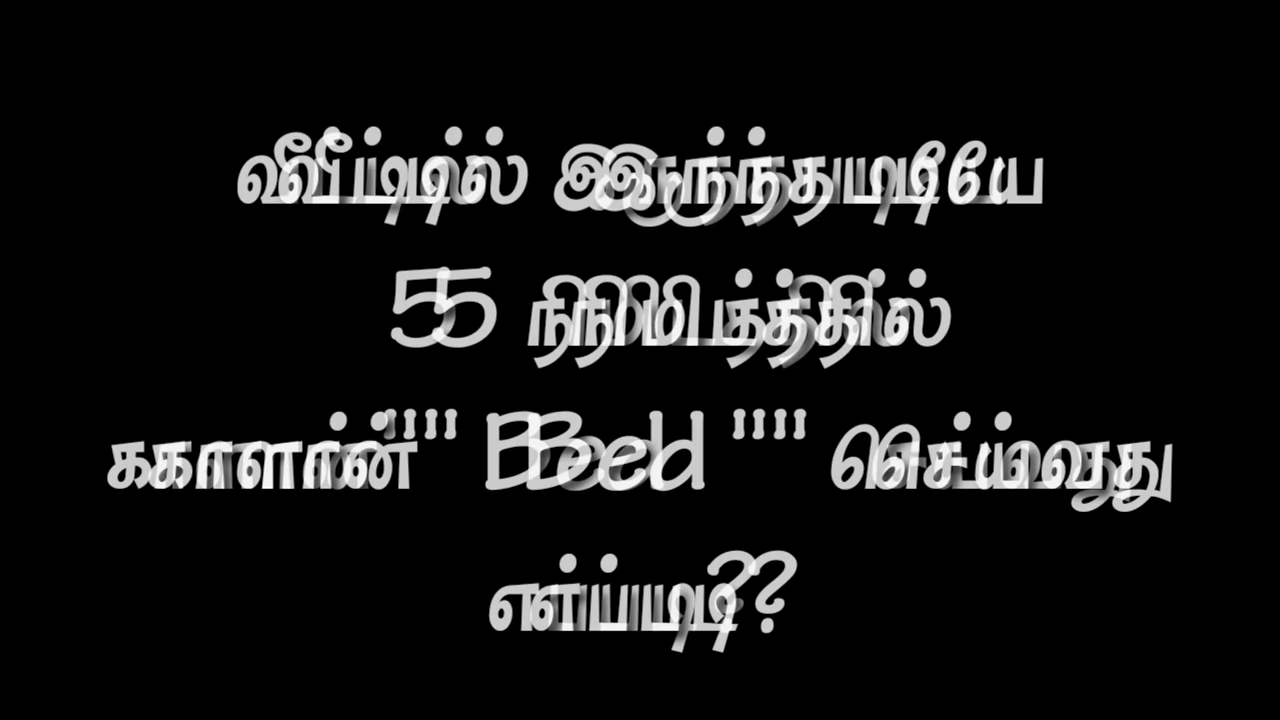 வீட்டில் இருந்தபடியே
5 நிமிடத்தில்
காளான்" Bed " செய்வது
எப்படி?